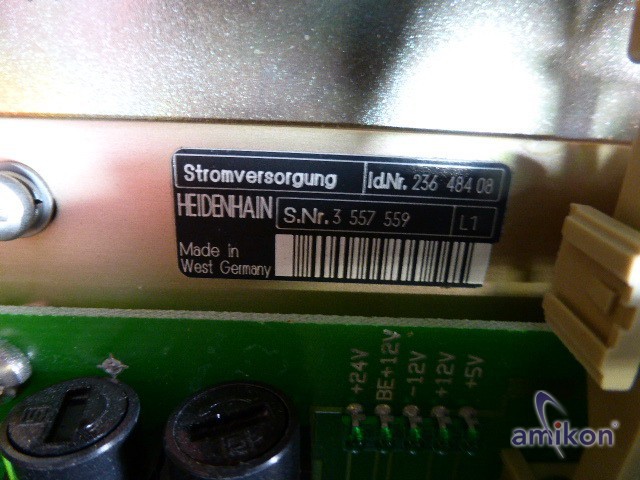 Stromversorgung
Id.Nr. 236 484 08
HEIDENHAIN
S.Nr. 3 557 559
L1
Made in
West Germany
+24V
BE+12V
-12V
+12V
+5V
amikon